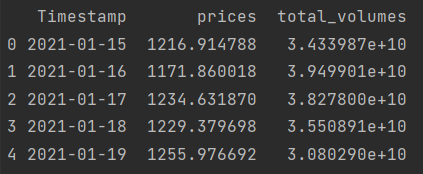 Timestamp prices total_volumes
0 2021-01-15 1216.914788 3.433987e+10
1 2021-01-16 1171.860018 3.949901e+10
2 2021-01-17 1234.631870 3.827800e+10
3 2021-01-18 1229.379698 3.550891e+10
4 2021-01-19 1255.976692 3.080290e+10